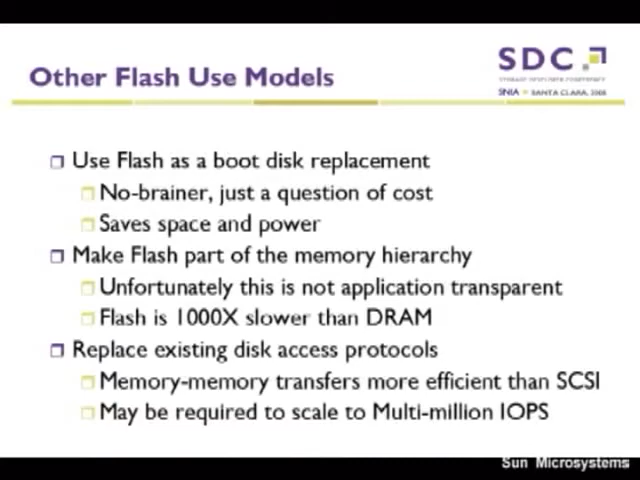 Other Flash Use Models
SDC
STORAGE DEVELOPER CONFERENCE
SNIA SANTA CLARA, 2008
Use Flash as a boot disk replacement
No-brainer, just a question of cost
Saves space and power
Make Flash part of the memory hierarchy
Unfortunately this is not application transparent
Flash is 1000X slower than DRAM
Replace existing disk access protocols
Memory-memory transfers more efficient than SCSI
May be required to scale to Multi-million IOPS
Sun Microsystems